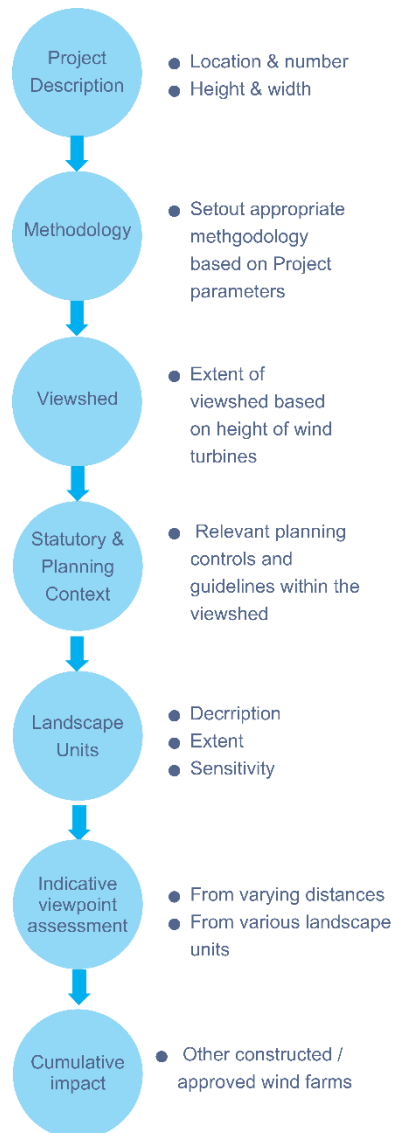 Project
Description
● Location & number
● Height & width
Methodology
● Setout appropriate
methgodology
based on Project
parameters
Viewshed
● Extent of
viewshed based
on height of wind
turbines
Statutory &
Planning
Context
● Relevant planning
controls and
guidelines within the
viewshed
Landscape
Units
● Decrription
● Extent
● Sensitivity
Indicative
viewpoint
assessment
● From varying distances
● From various landscape
units
Cumulative
impact
● Other constructed /
approved wind farms